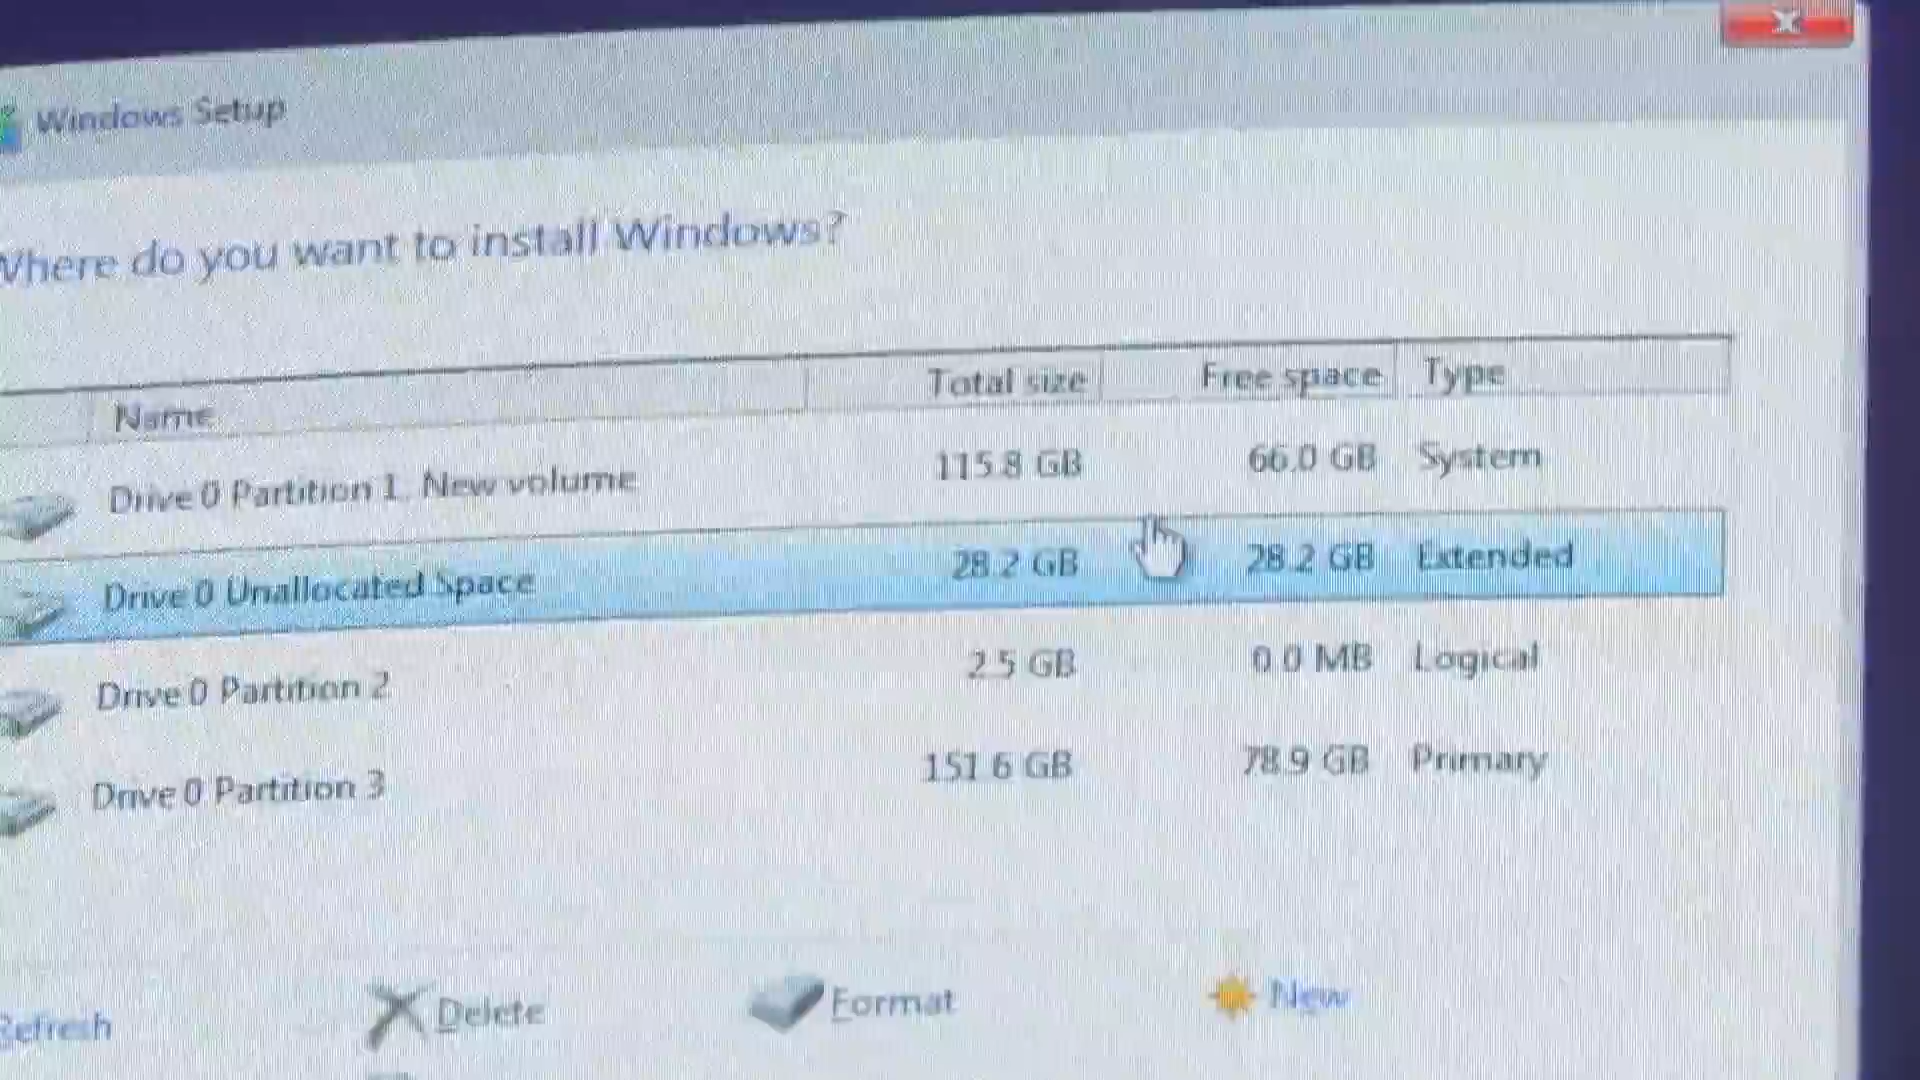 Windows Setup
Where do you want to install Windows?
Name Total size Free space Type
Drive 0 Partition 1: New volume 115.8 GB 66.0 GB System
Drive 0 Unallocated Space 28.2 GB 28.2 GB Extended
Drive 0 Partition 2 2.5 GB 0.0 MB Logical
Drive 0 Partition 3 151.6 GB 78.9 GB Primary
Refresh Delete Format New